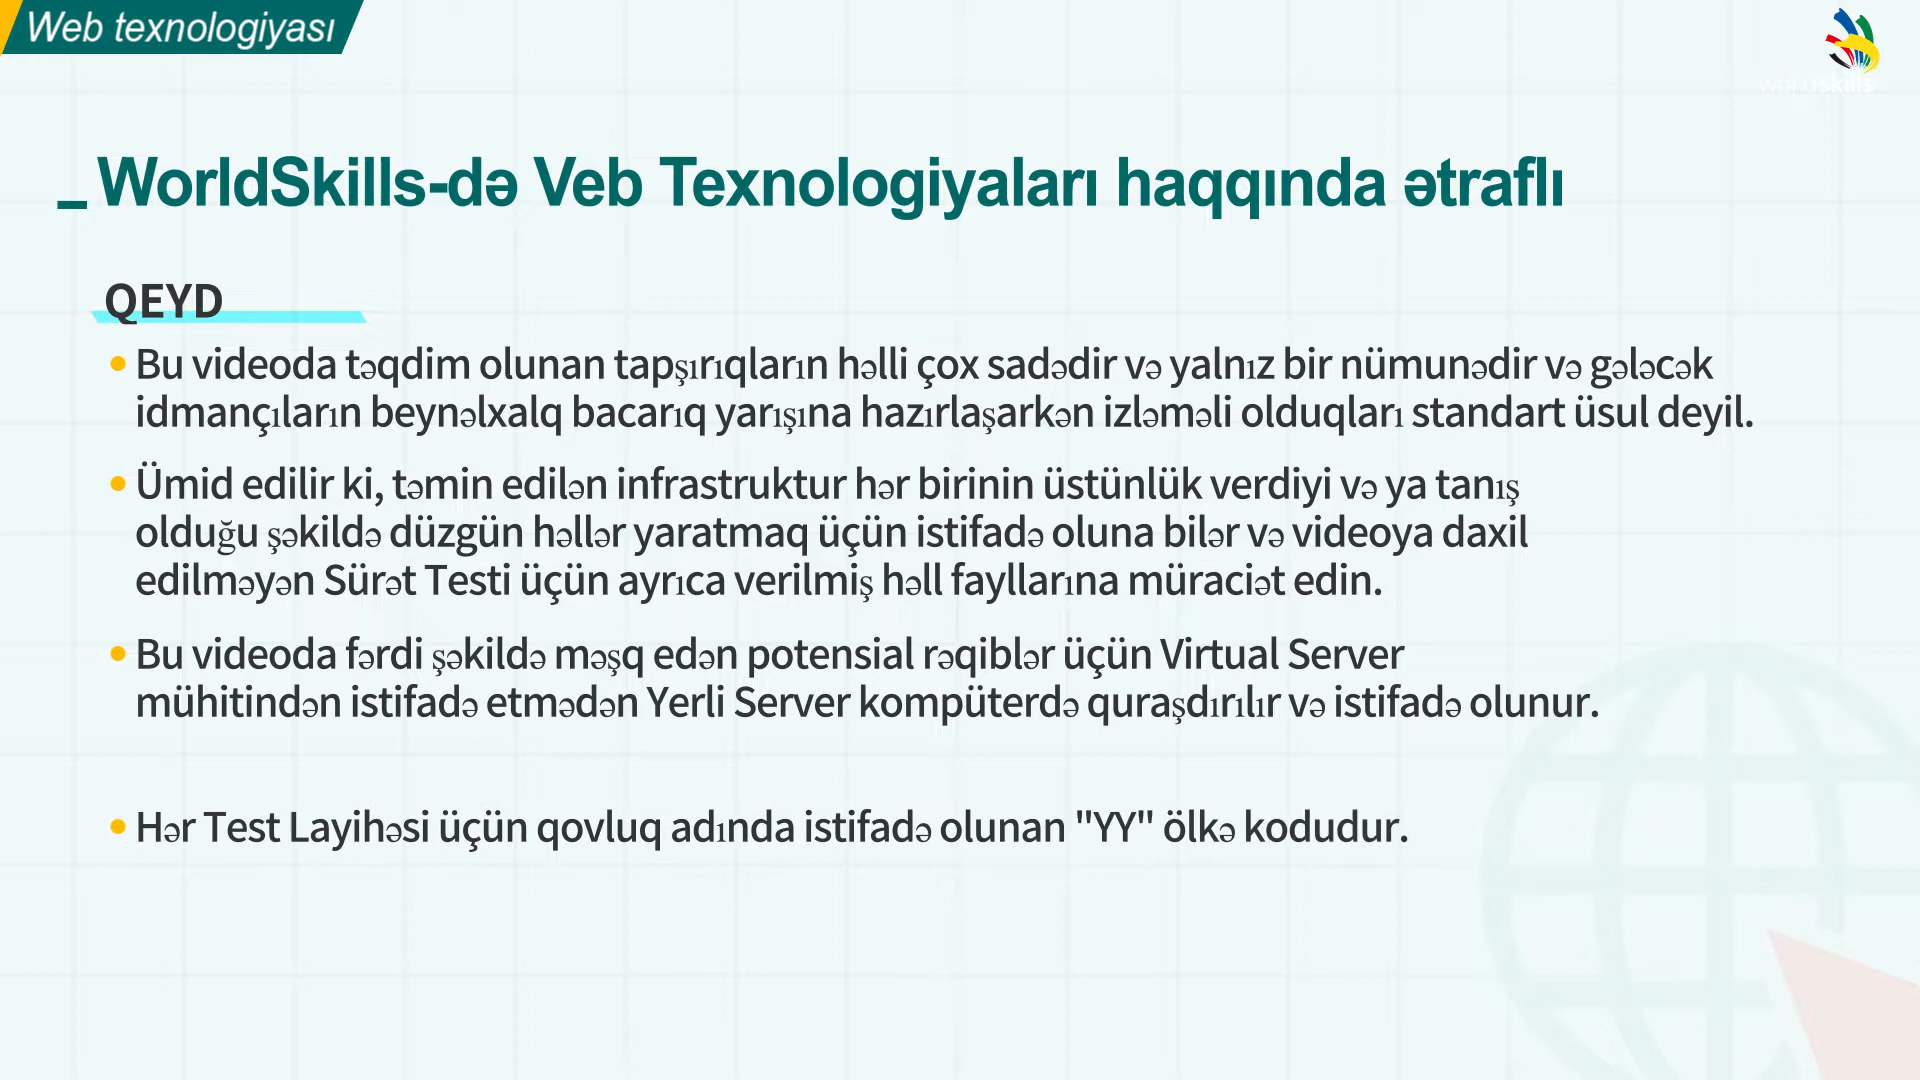 Web texnologiyası
WorldSkills-də Veb Texnologiyaları haqqında ətraflı
QEYD
Bu videoda təqdim olunan tapşırıqların həlli çox sadədir və yalnız bir nümunədir və gələcək
idmançıların beynəlxalq bacarıq yarışına hazırlaşarkən izləməli olduqları standart üsul deyil.
Ümid edilir ki, təmin edilən infrastruktur hər birinin üstünlük verdiyi və ya tanış
olduğu şəkildə düzgün həllər yaratmaq üçün istifadə oluna bilər və videoya daxil
edilməyən Sürət Testi üçün ayrıca verilmiş həll fayllarına müraciət edin.
Bu videoda fərdi şəkildə məşq edən potensial rəqiblər üçün Virtual Server
mühitindən istifadə etmədən Yerli Server kompüterdə quraşdırılır və istifadə olunur.
Hər Test Layihəsi üçün qovluq adında istifadə olunan "YY" ölkə kodudur.